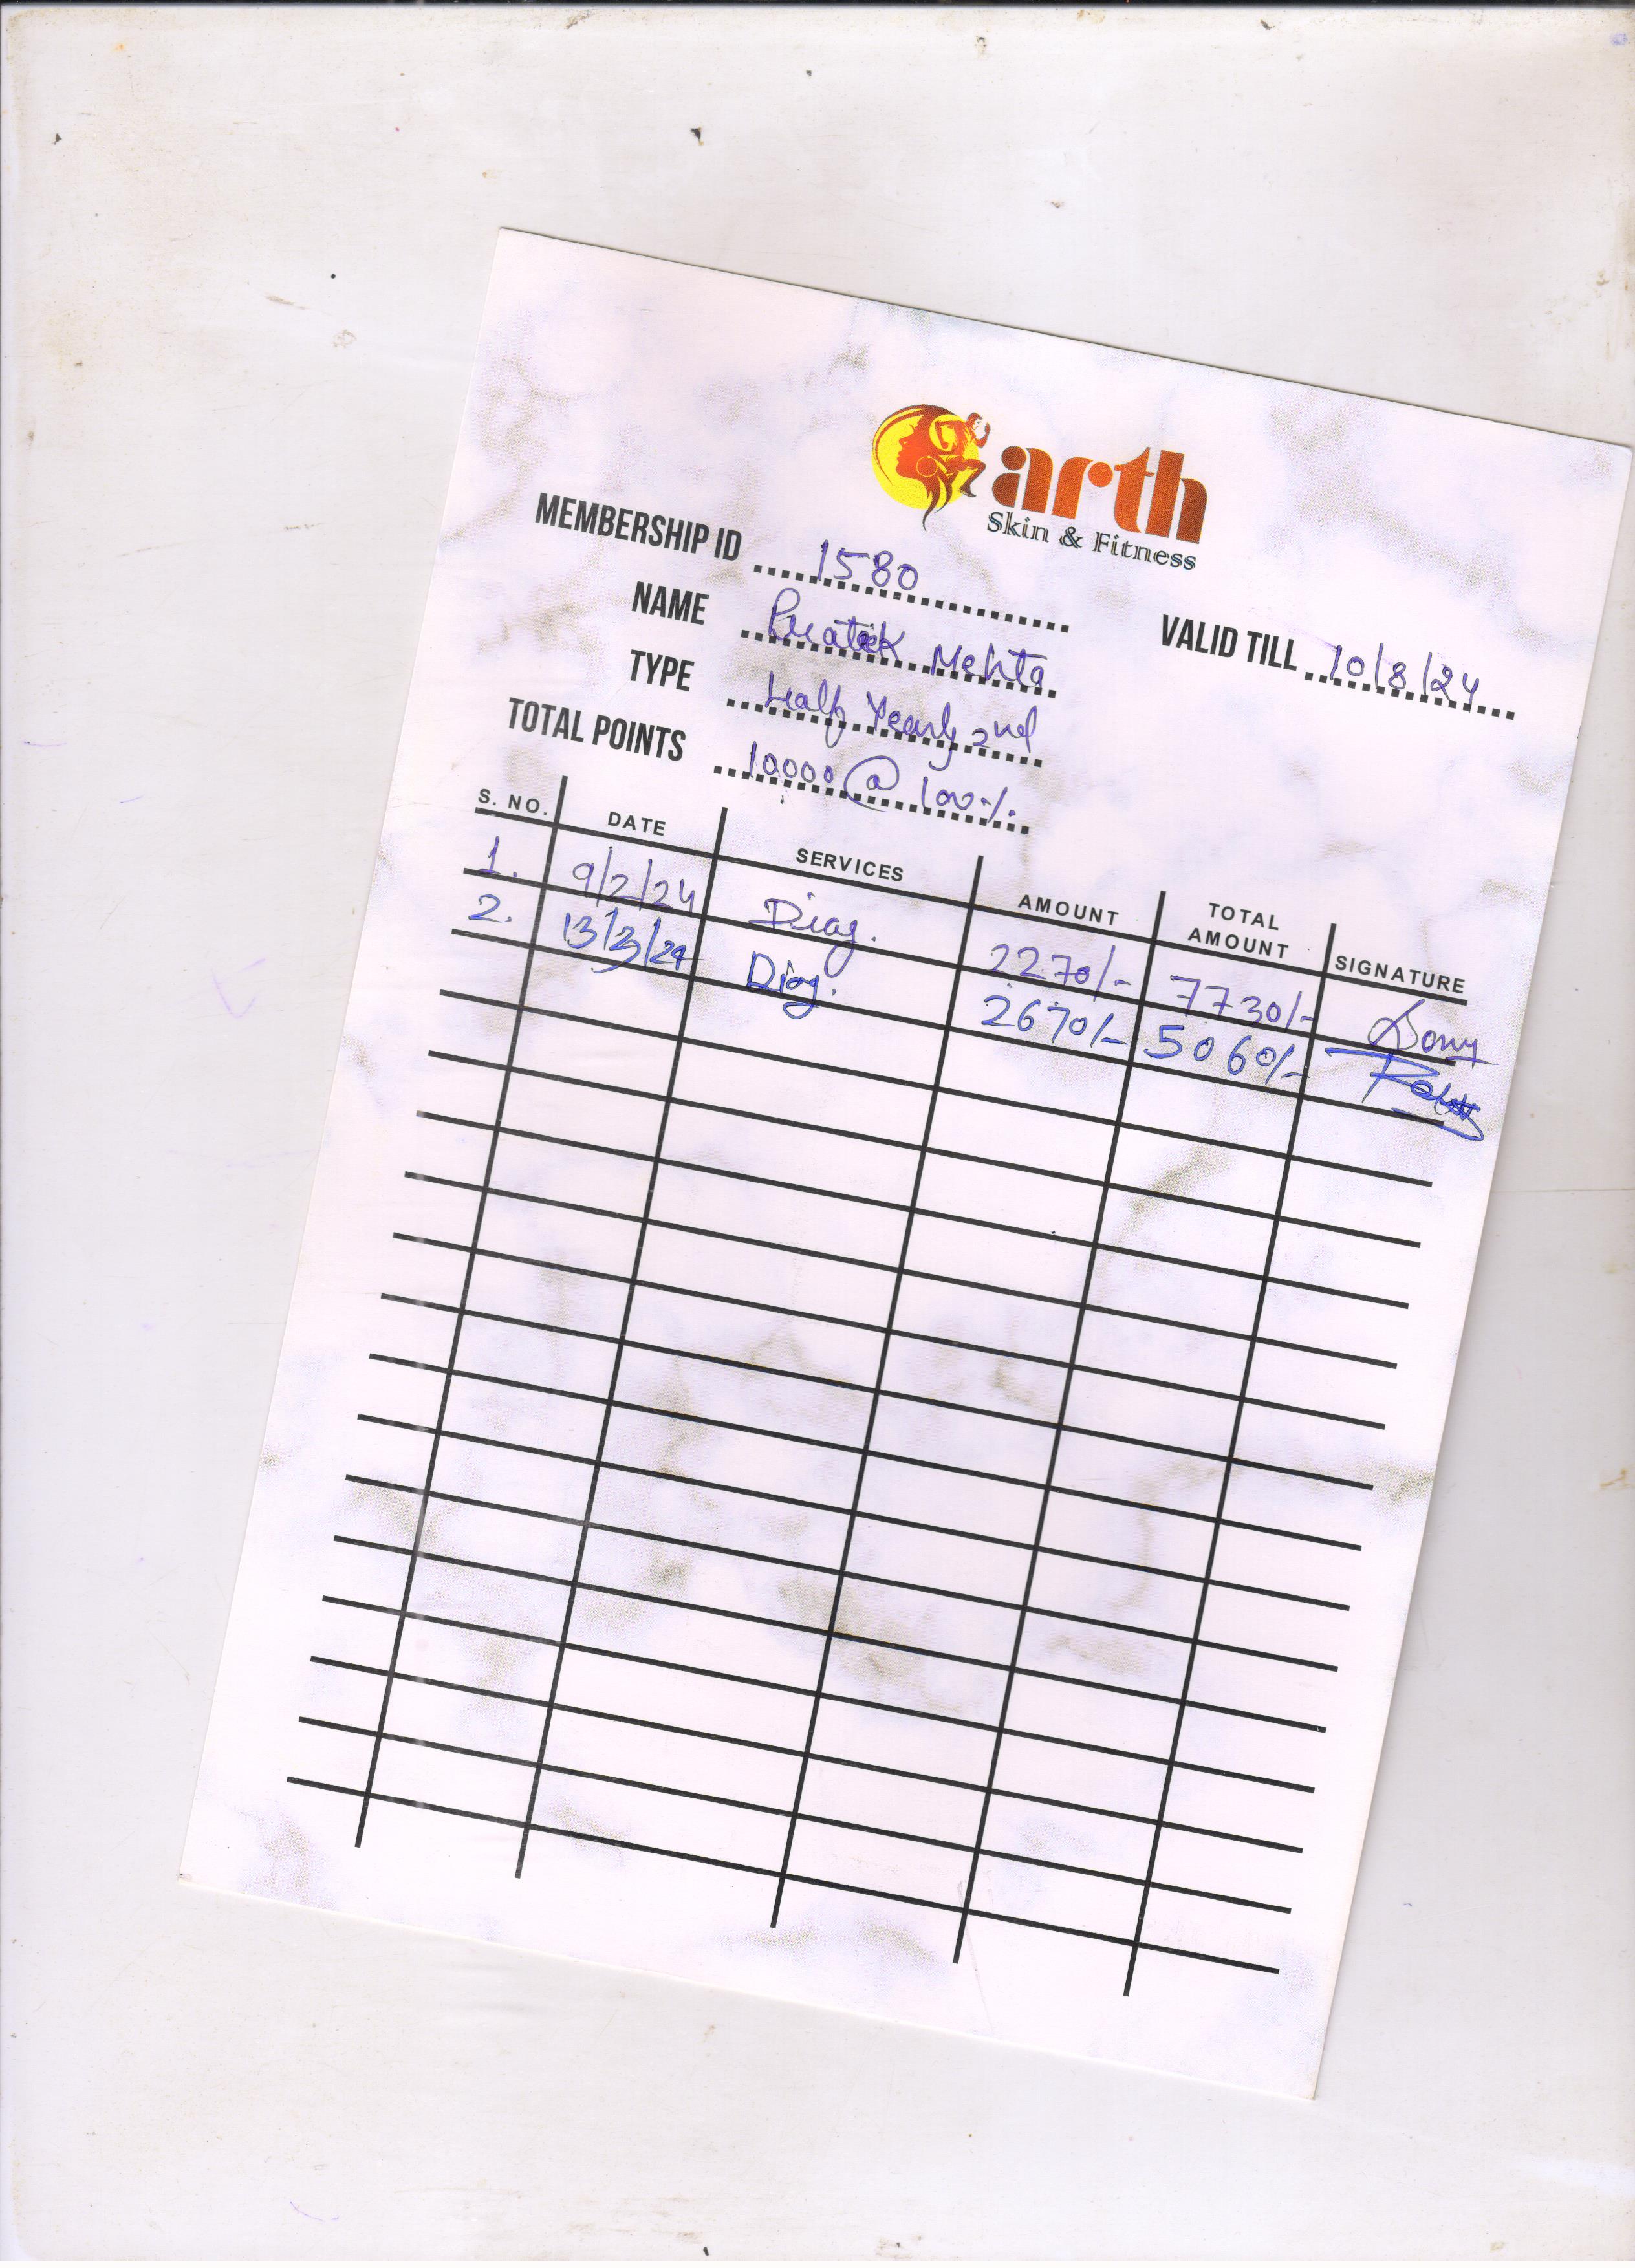 arth
Skin & Fitness
MEMBERSHIP ID 1580
NAME Prateek Mehta
VALID TILL 10/8/24
TYPE Half Yearly 2nd
TOTAL POINTS 10000 @ 100%
S. NO. DATE SERVICES AMOUNT TOTAL AMOUNT SIGNATURE
1. 9/2/24 Diag. 2270/- 7730/-
2. 13/3/24 Diag. 2670/- 5060/-